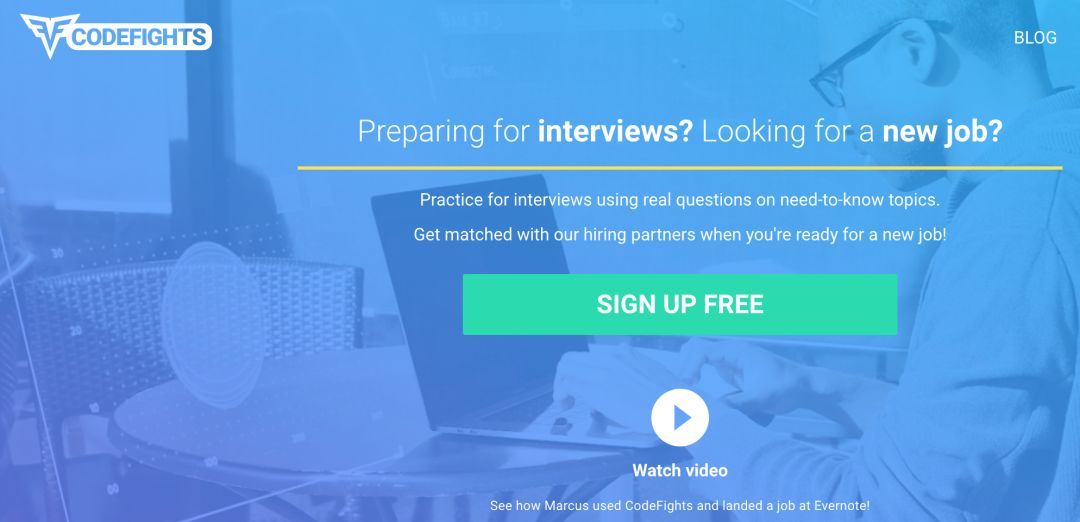 CODEFIGHTS
BLOG
Preparing for interviews? Looking for a new job?
Practice for interviews using real questions on need-to-know topics.
Get matched with our hiring partners when you're ready for a new job!
SIGN UP FREE
Watch video
See how Marcus used CodeFights and landed a job at Evernote!